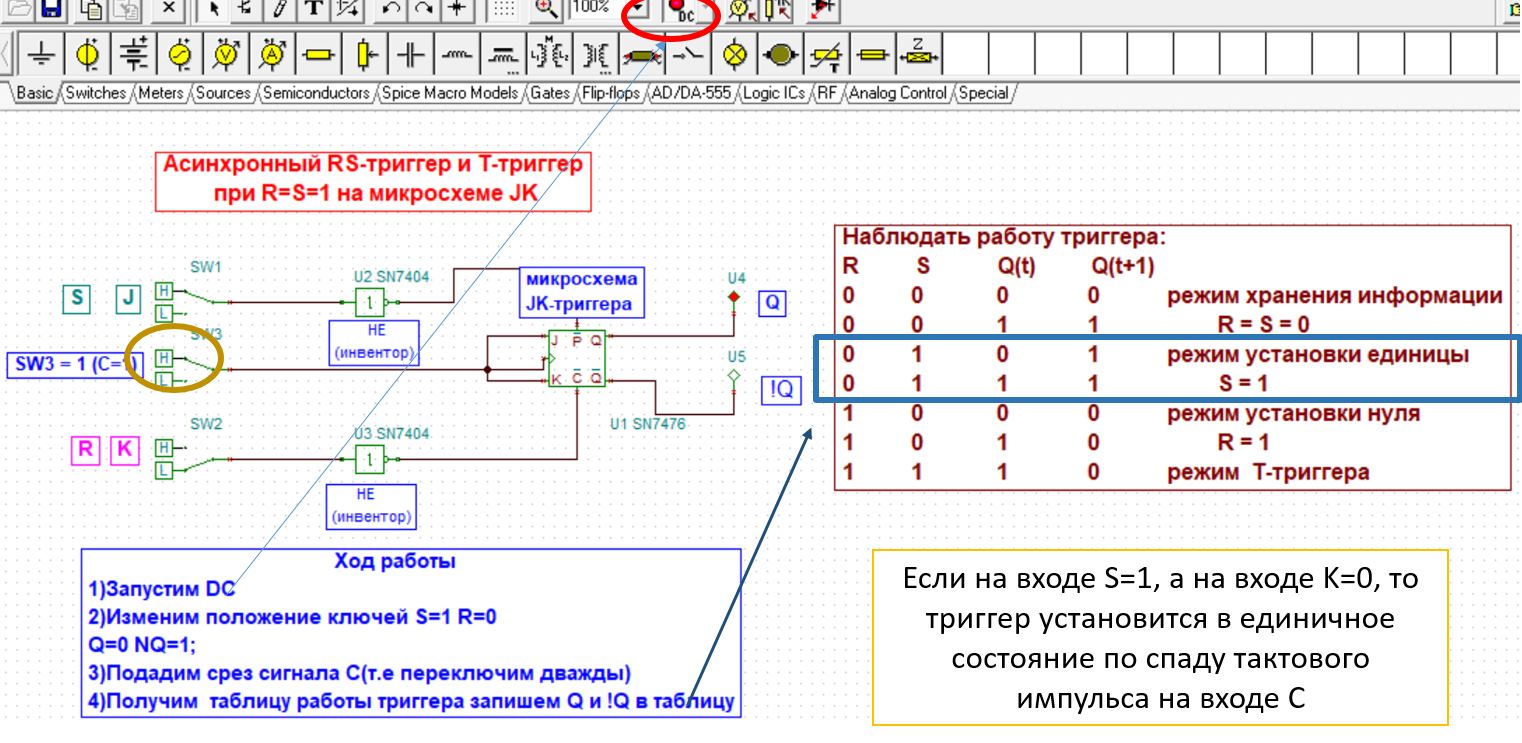 100%
DC
Basic Switches Meters Sources Semiconductors Spice Macro Models Gates Flip-flops AD/DA-555 Logic ICs RF Analog Control Special
Асинхронный RS-триггер и Т-триггер
при R=S=1 на микросхеме JK
S J
SW1
H
L
U2 SN7404
1
НЕ
(инвентор)
микросхема
JK-триггера
U4
Q
SW3 = 1 (C=1)
SW3
H
L
J P Q
K C Q
U1 SN7476
U5
!Q
R K
SW2
H
L
U3 SN7404
1
НЕ
(инвентор)
Наблюдать работу триггера:
R S Q(t) Q(t+1)
0 0 0 0 режим хранения информации
0 0 1 1 R = S = 0
0 1 0 1 режим установки единицы
0 1 1 1 S = 1
1 0 0 0 режим установки нуля
1 0 1 0 R = 1
1 1 1 0 режим Т-триггера
Ход работы
1)Запустим DC
2)Изменим положение ключей S=1 R=0
Q=0 NQ=1;
3)Подадим срез сигнала C(т.е переключим дважды)
4)Получим таблицу работы триггера запишем Q и !Q в таблицу
Если на входе S=1, а на входе K=0, то
триггер установится в единичное
состояние по спаду тактового
импульса на входе С